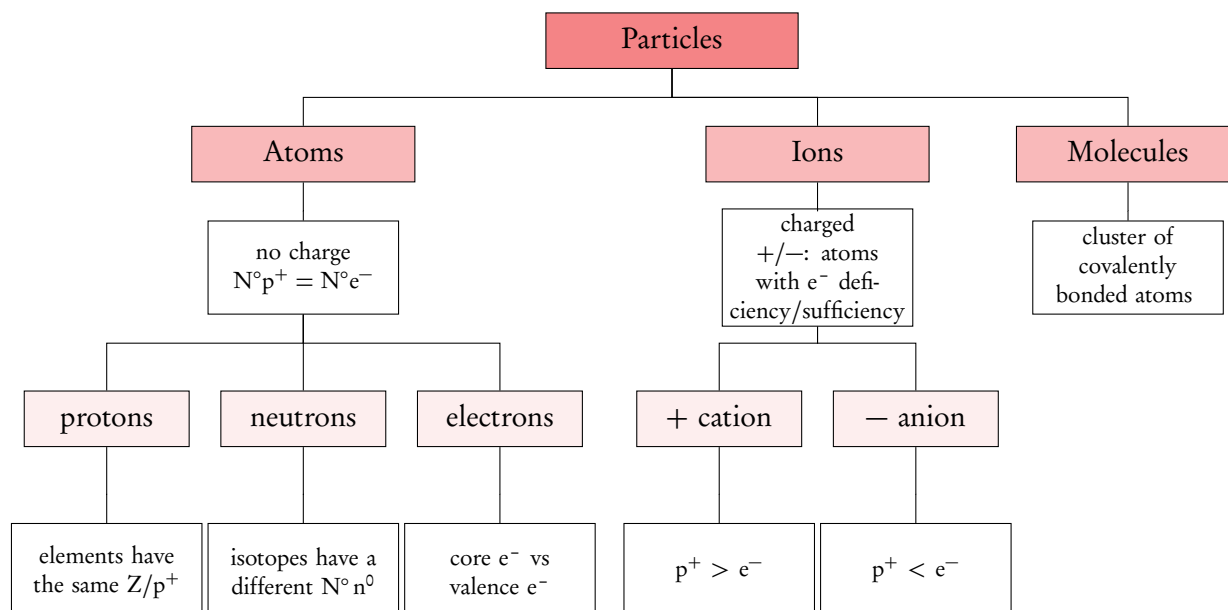 Particles
Atoms
Ions
Molecules
no charge
N°p⁺ = N°e⁻
charged
+/−: atoms
with e⁻ defi-
ciency/sufficiency
cluster of
covalently
bonded atoms
protons
neutrons
electrons
+ cation
− anion
elements have
the same Z/p⁺
isotopes have a
different N° n⁰
core e⁻ vs
valence e⁻
p⁺ > e⁻
p⁺ < e⁻